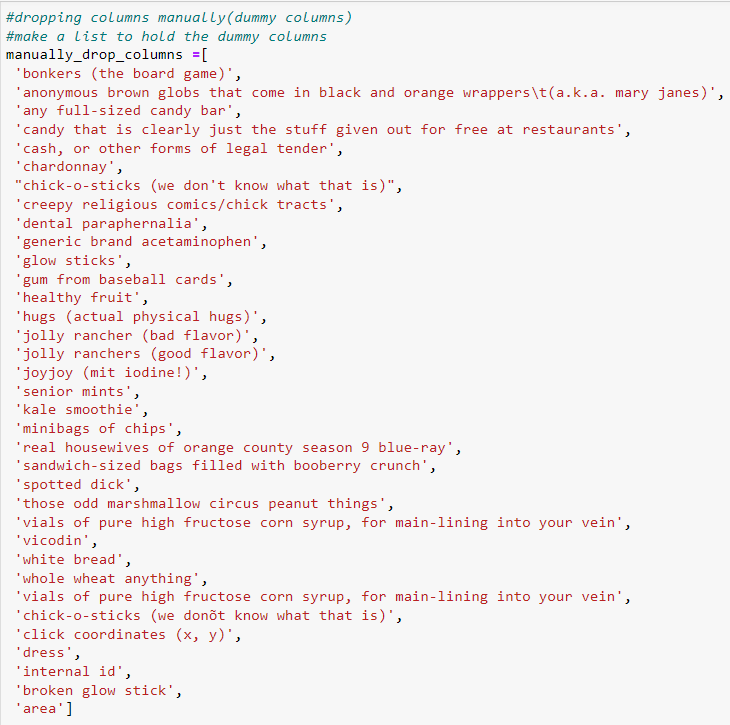 #dropping columns manually(dummy columns)
#make a list to hold the dummy columns
manually_drop_columns =[
'bonkers (the board game)',
'anonymous brown globs that come in black and orange wrappers\t(a.k.a. mary janes)',
'any full-sized candy bar',
'candy that is clearly just the stuff given out for free at restaurants',
'cash, or other forms of legal tender',
'chardonnay',
"chick-o-sticks (we don't know what that is)",
'creepy religious comics/chick tracts',
'dental paraphernalia',
'generic brand acetaminophen',
'glow sticks',
'gum from baseball cards',
'healthy fruit',
'hugs (actual physical hugs)',
'jolly rancher (bad flavor)',
'jolly ranchers (good flavor)',
'joyjoy (mit iodine!)',
'senior mints',
'kale smoothie',
'minibags of chips',
'real housewives of orange county season 9 blue-ray',
'sandwich-sized bags filled with booberry crunch',
'spotted dick',
'those odd marshmallow circus peanut things',
'vials of pure high fructose corn syrup, for main-lining into your vein',
'vicodin',
'white bread',
'whole wheat anything',
'vials of pure high fructose corn syrup, for main-lining into your vein',
'chick-o-sticks (we donõt know what that is)',
'click coordinates (x, y)',
'dress',
'internal id',
'broken glow stick',
'area']